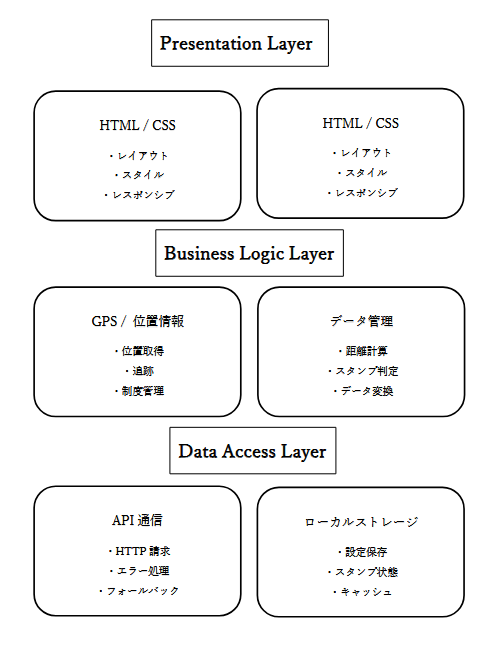 Presentation Layer
HTML / CSS
・レイアウト
・スタイル
・レスポンシブ
HTML / CSS
・レイアウト
・スタイル
・レスポンシブ
Business Logic Layer
GPS / 位置情報
・位置取得
・追跡
・制度管理
データ管理
・距離計算
・スタンプ判定
・データ変換
Data Access Layer
API 通信
・HTTP 請求
・エラー処理
・フォールバック
ローカルストレージ
・設定保存
・スタンプ状態
・キャッシュ